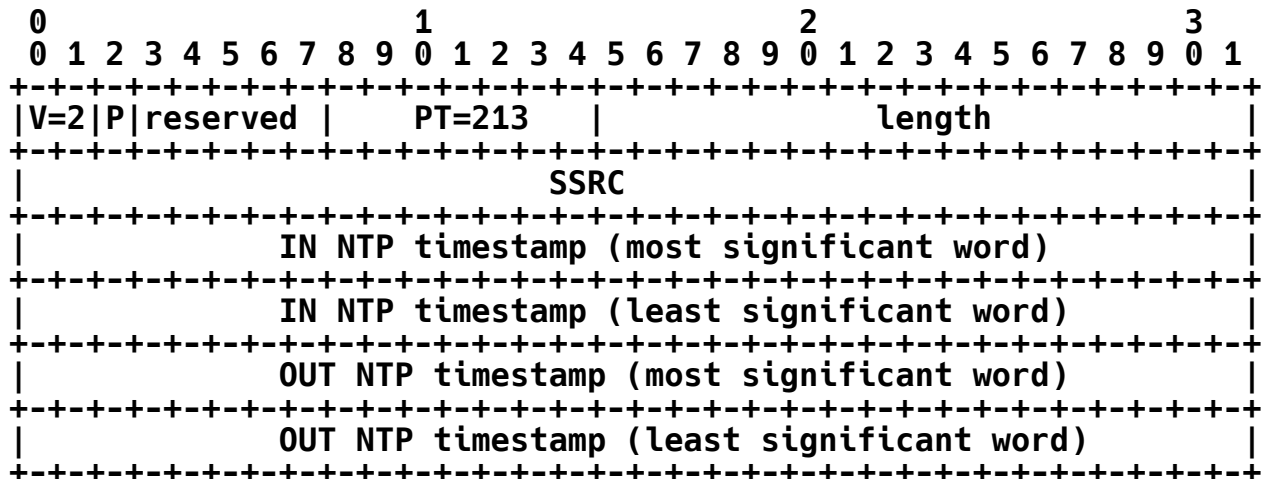 0                   1                   2                   3
 0 1 2 3 4 5 6 7 8 9 0 1 2 3 4 5 6 7 8 9 0 1 2 3 4 5 6 7 8 9 0 1
+-+-+-+-+-+-+-+-+-+-+-+-+-+-+-+-+-+-+-+-+-+-+-+-+-+-+-+-+-+-+-+-+
|V=2|P|reserved |    PT=213    |              length             |
+-+-+-+-+-+-+-+-+-+-+-+-+-+-+-+-+-+-+-+-+-+-+-+-+-+-+-+-+-+-+-+-+
|                           SSRC                                |
+-+-+-+-+-+-+-+-+-+-+-+-+-+-+-+-+-+-+-+-+-+-+-+-+-+-+-+-+-+-+-+-+
|             IN NTP timestamp (most significant word)          |
+-+-+-+-+-+-+-+-+-+-+-+-+-+-+-+-+-+-+-+-+-+-+-+-+-+-+-+-+-+-+-+-+
|             IN NTP timestamp (least significant word)         |
+-+-+-+-+-+-+-+-+-+-+-+-+-+-+-+-+-+-+-+-+-+-+-+-+-+-+-+-+-+-+-+-+
|             OUT NTP timestamp (most significant word)         |
+-+-+-+-+-+-+-+-+-+-+-+-+-+-+-+-+-+-+-+-+-+-+-+-+-+-+-+-+-+-+-+-+
|             OUT NTP timestamp (least significant word)        |
+-+-+-+-+-+-+-+-+-+-+-+-+-+-+-+-+-+-+-+-+-+-+-+-+-+-+-+-+-+-+-+-+